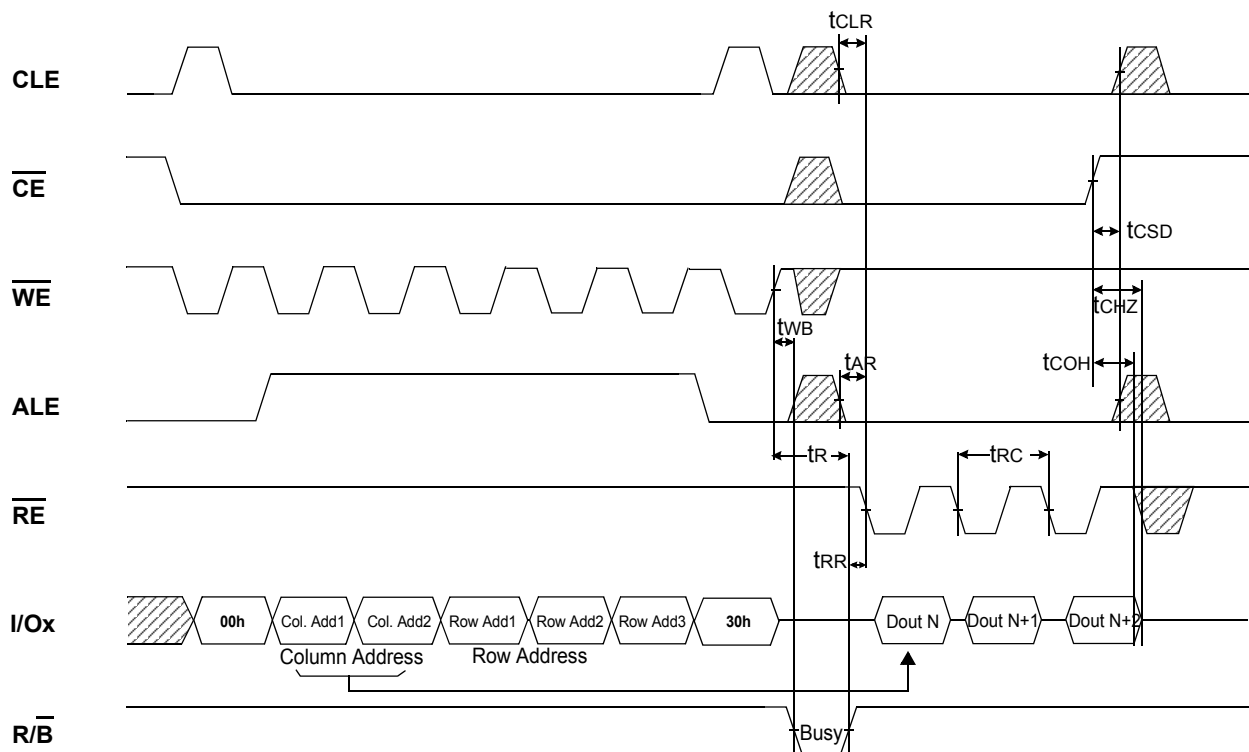 tCLR
CLE
CE
tCSD
WE
tCHZ
tWB
tCOH
tAR
ALE
tR
tRC
RE
tRR
I/Ox
00h
Col. Add1
Col. Add2
Row Add1
Row Add2
Row Add3
30h
Dout N
Dout N+1
Dout N+2
Column Address
Row Address
R/B
Busy